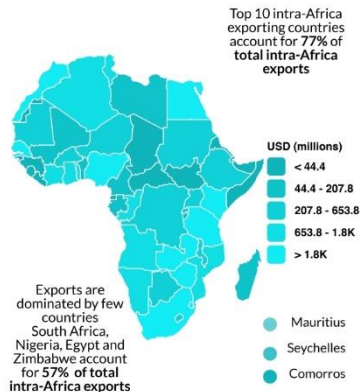 Top 10 intra-Africa
exporting countries
account for 77% of
total intra-Africa
exports
USD (millions)
< 44.4
44.4 - 207.8
207.8 - 653.8
653.8 - 1.8K
> 1.8K
Exports are
dominated by few
countries
South Africa,
Nigeria, Egypt and
Zimbabwe account
for 57% of total
intra-Africa exports
Mauritius
Seychelles
Comorros